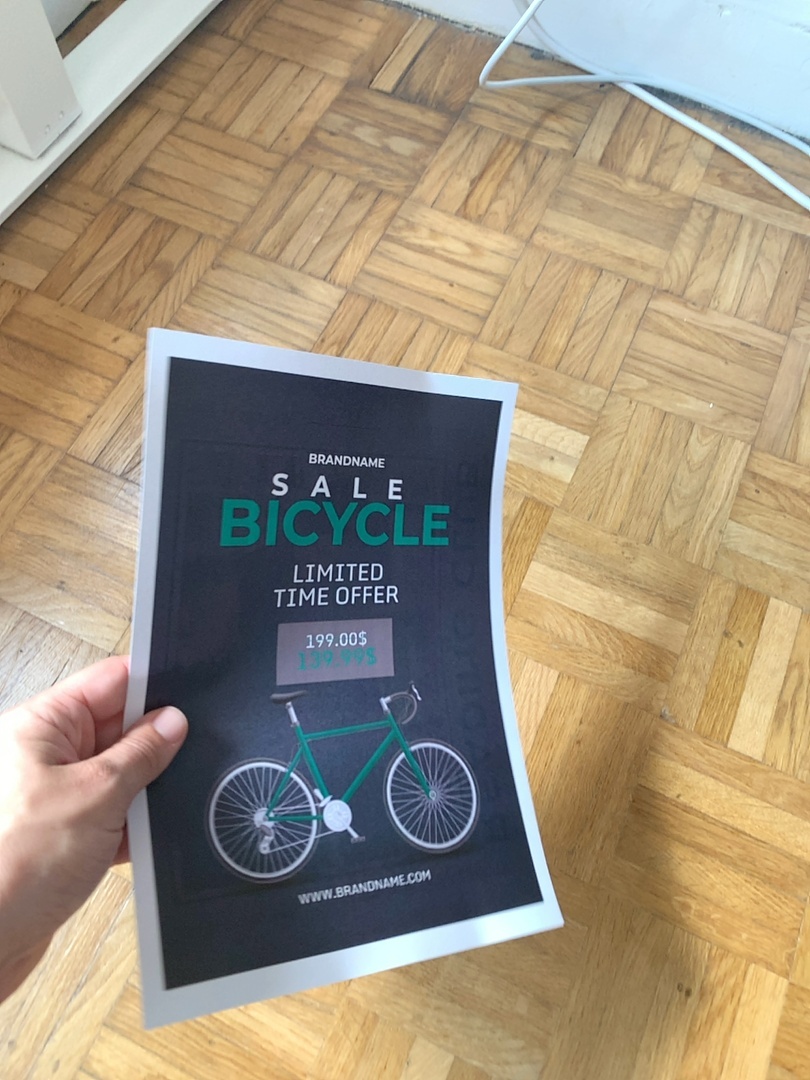 BRANDNAME
SALE
BICYCLE
LIMITED
TIME OFFER
199.00$
139.99$
WWW.BRANDNAME.COM